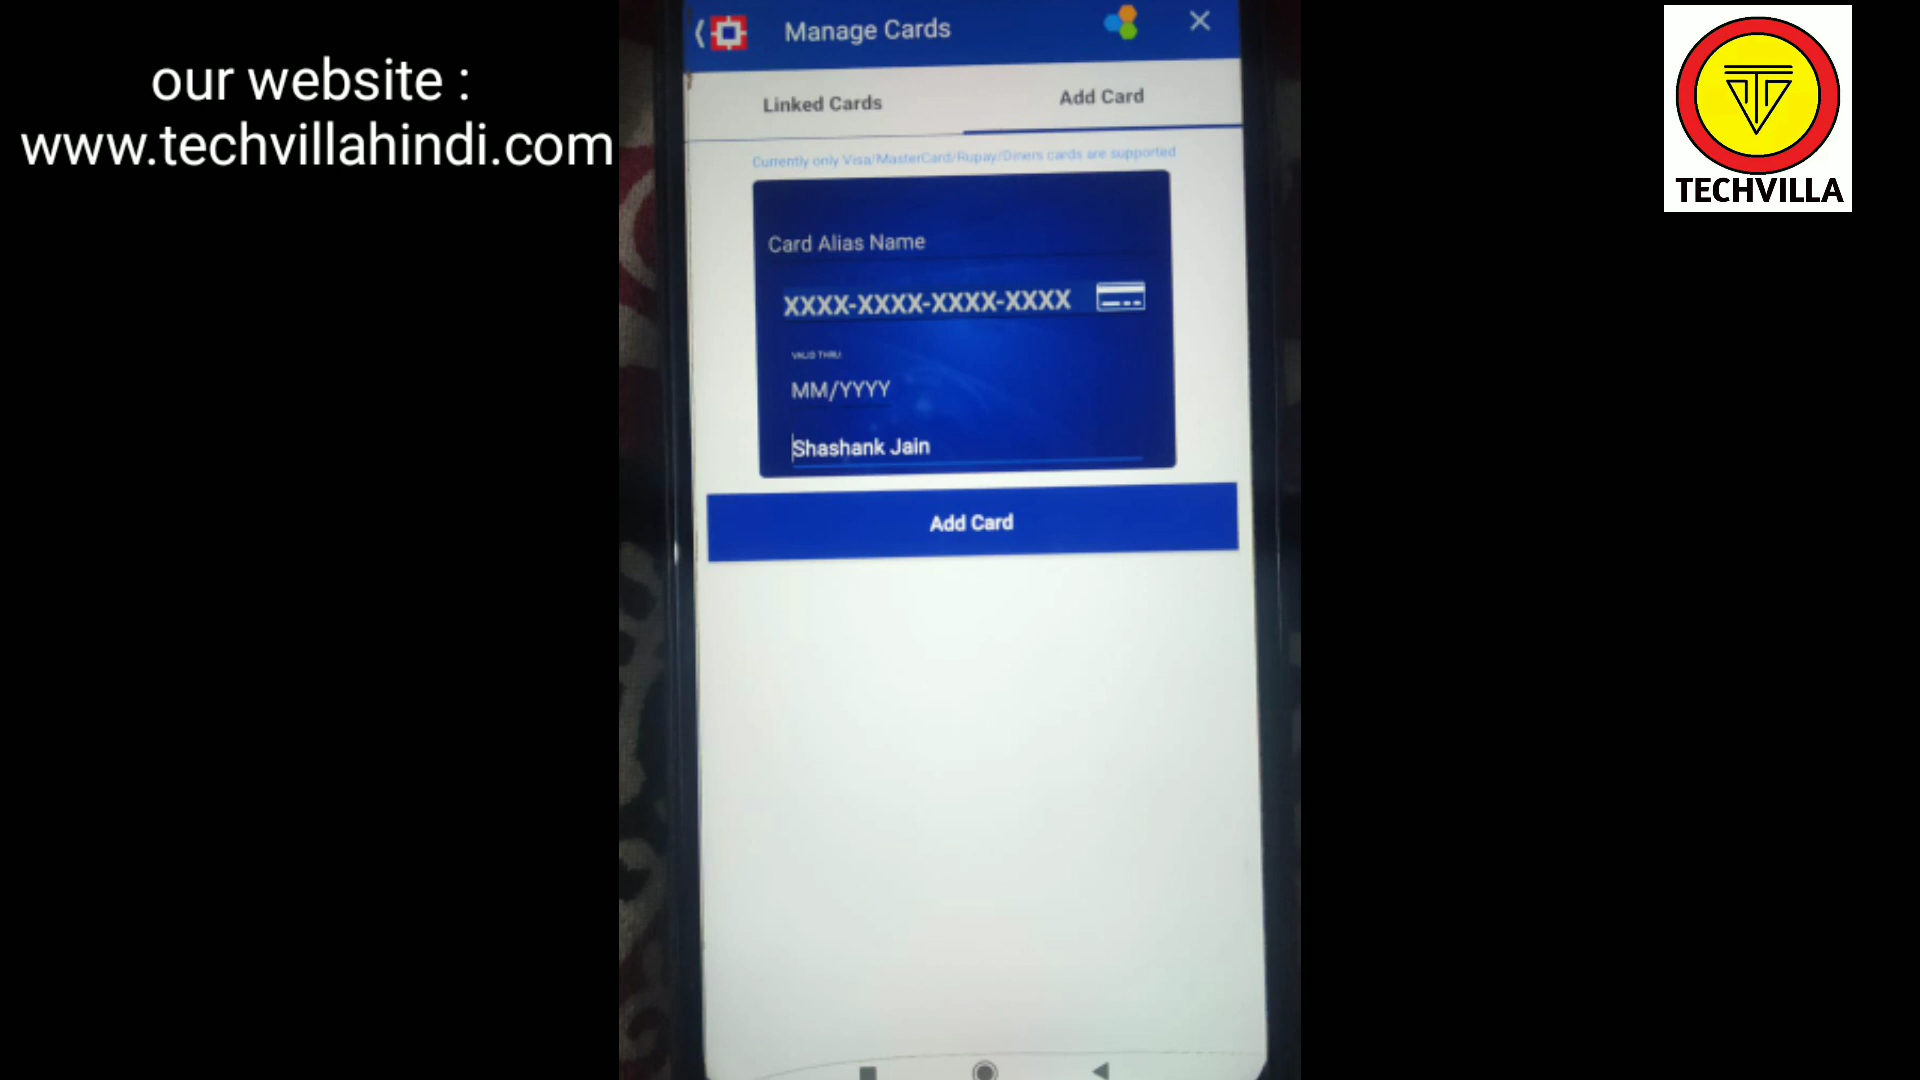 our website :
www.techvillahindi.com
TECHVILLA
Manage Cards
Linked Cards
Add Card
Currently only Visa/MasterCard/Rupay/Diners cards are supported
Card Alias Name
XXXX-XXXX-XXXX-XXXX
VALID THRU
MM/YYYY
Shashank Jain
Add Card